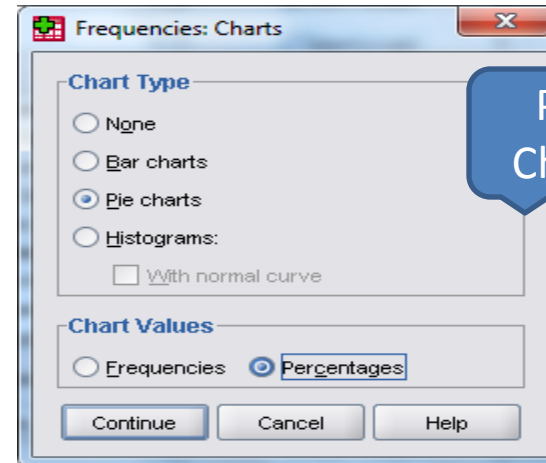 Frequencies: Charts
Chart Type
None
Bar charts
Pie charts
Histograms:
With normal curve
Chart Values
Frequencies Percentages
Continue Cancel Help